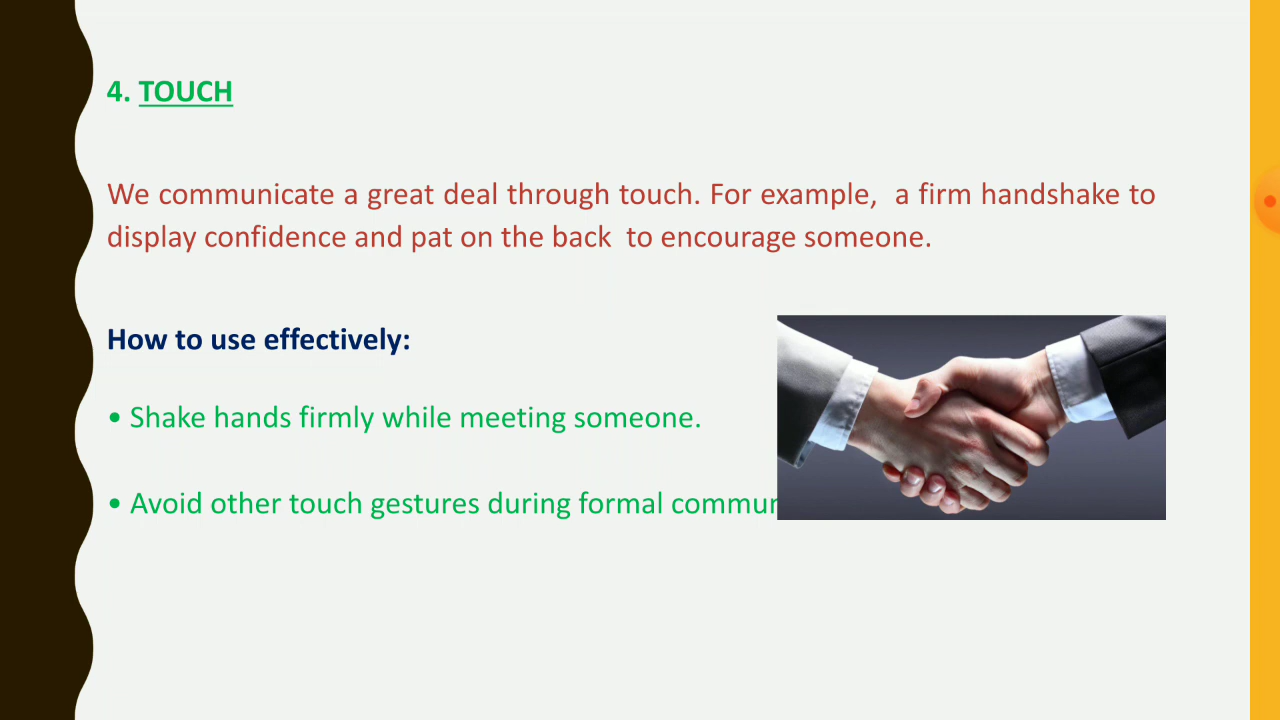 4. TOUCH
We communicate a great deal through touch. For example,  a firm handshake to
display confidence and pat on the back  to encourage someone.
How to use effectively:
• Shake hands firmly while meeting someone.
• Avoid other touch gestures during formal